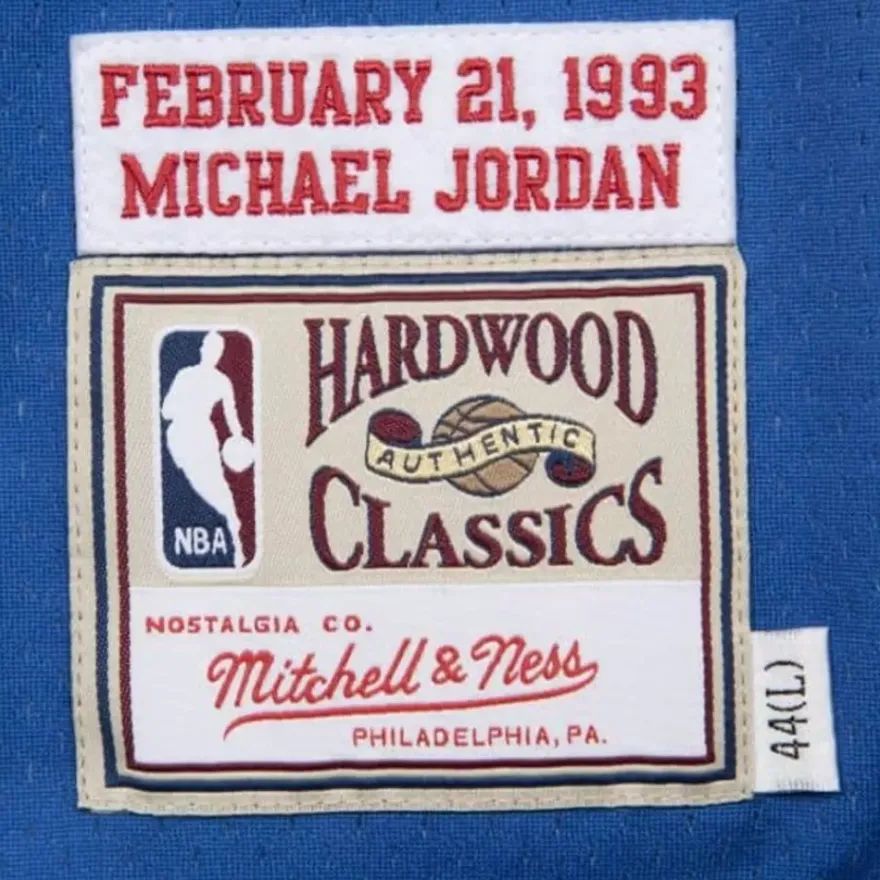 FEBRUARY 21, 1993
MICHAEL JORDAN
HARDWOOD
AUTHENTIC
CLASSICS
NBA
NOSTALGIA CO.
Mitchell & Ness
PHILADELPHIA, PA.
44(L)